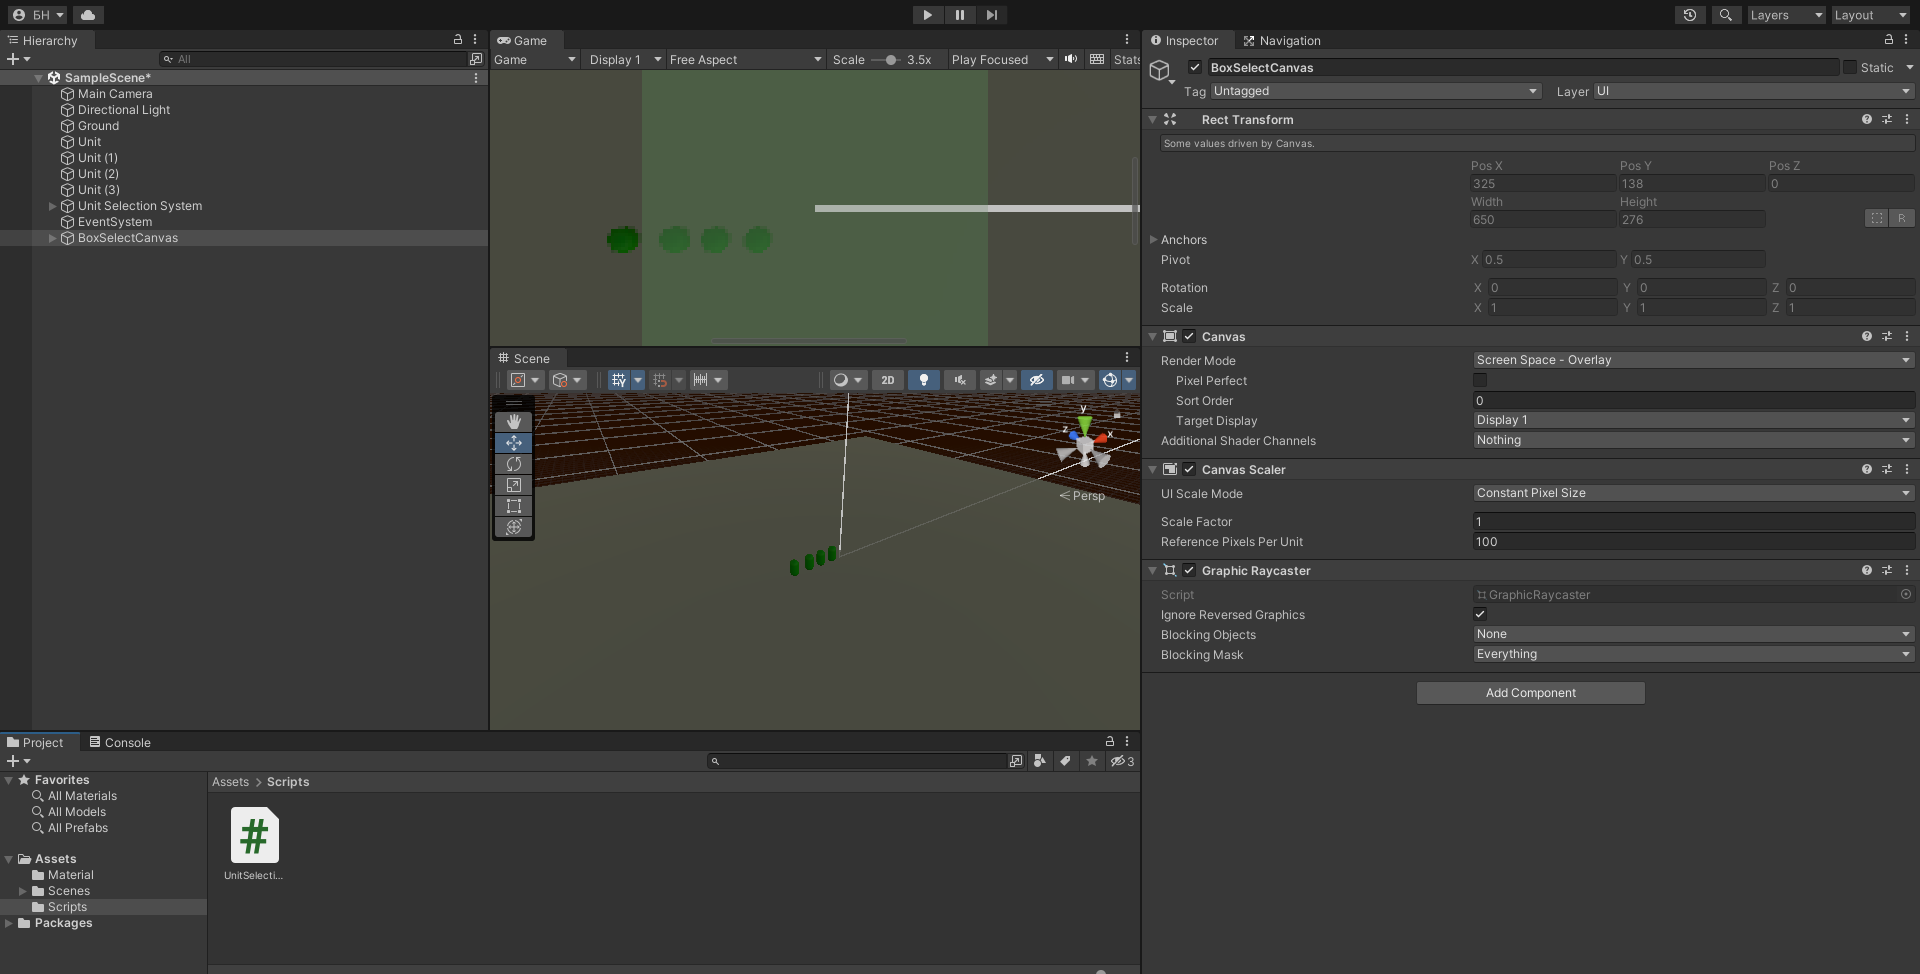 БН
Layers
Layout
Hierarchy
All
SampleScene*
Main Camera
Directional Light
Ground
Unit
Unit (1)
Unit (2)
Unit (3)
Unit Selection System
EventSystem
BoxSelectCanvas
Game
Game
Display 1
Free Aspect
Scale
3.5x
Play Focused
Stats
Scene
2D
y
z
x
Persp
Inspector
Navigation
BoxSelectCanvas
Static
Tag
Untagged
Layer
UI
Rect Transform
Some values driven by Canvas.
Pos X
Pos Y
Pos Z
325
138
0
Width
Height
650
276
R
Anchors
Pivot
X 0.5
Y 0.5
Rotation
X 0
Y 0
Z 0
Scale
X 1
Y 1
Z 1
Canvas
Render Mode
Screen Space - Overlay
Pixel Perfect
Sort Order
0
Target Display
Display 1
Additional Shader Channels
Nothing
Canvas Scaler
UI Scale Mode
Constant Pixel Size
Scale Factor
1
Reference Pixels Per Unit
100
Graphic Raycaster
Script
GraphicRaycaster
Ignore Reversed Graphics
Blocking Objects
None
Blocking Mask
Everything
Add Component
Project
Console
3
Favorites
All Materials
All Models
All Prefabs
Assets
Material
Scenes
Scripts
Packages
Assets > Scripts
#
UnitSelecti...